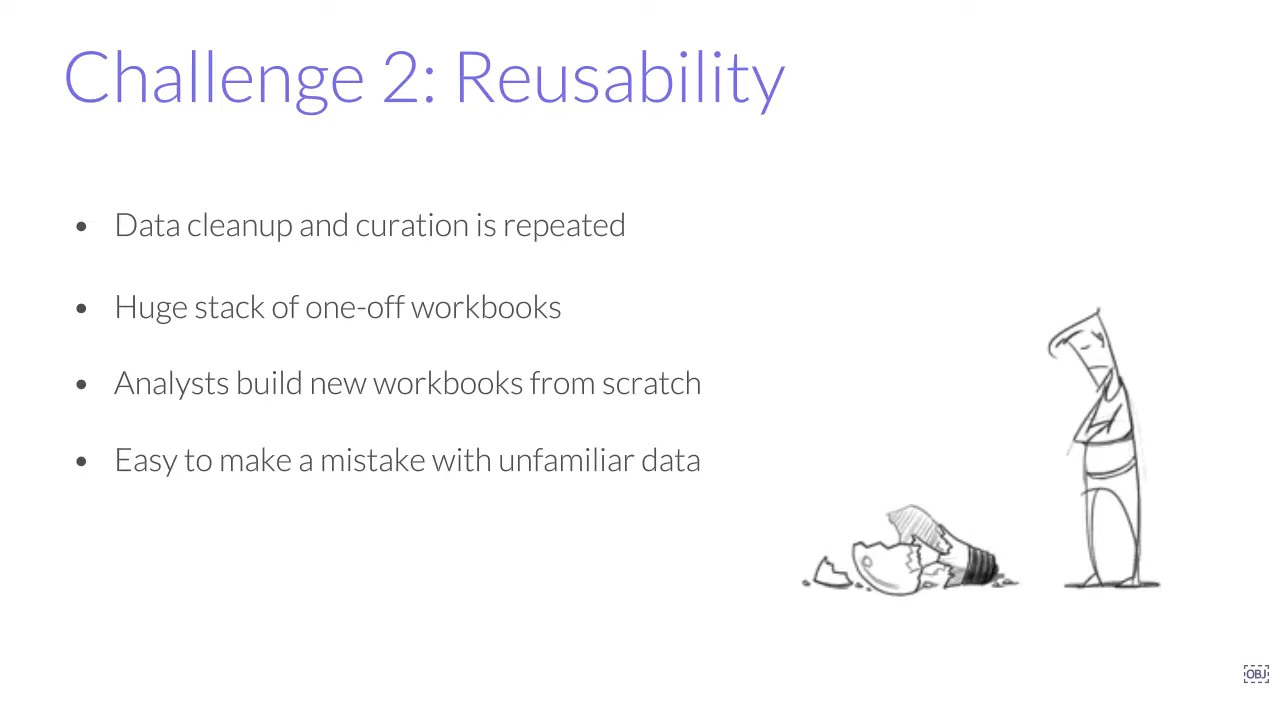 Challenge 2: Reusability
• Data cleanup and curation is repeated
• Huge stack of one-off workbooks
• Analysts build new workbooks from scratch
• Easy to make a mistake with unfamiliar data
OBJ